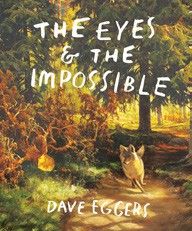 THE EYES
& THE
IMPOSSIBLE
DAVE EGGERS